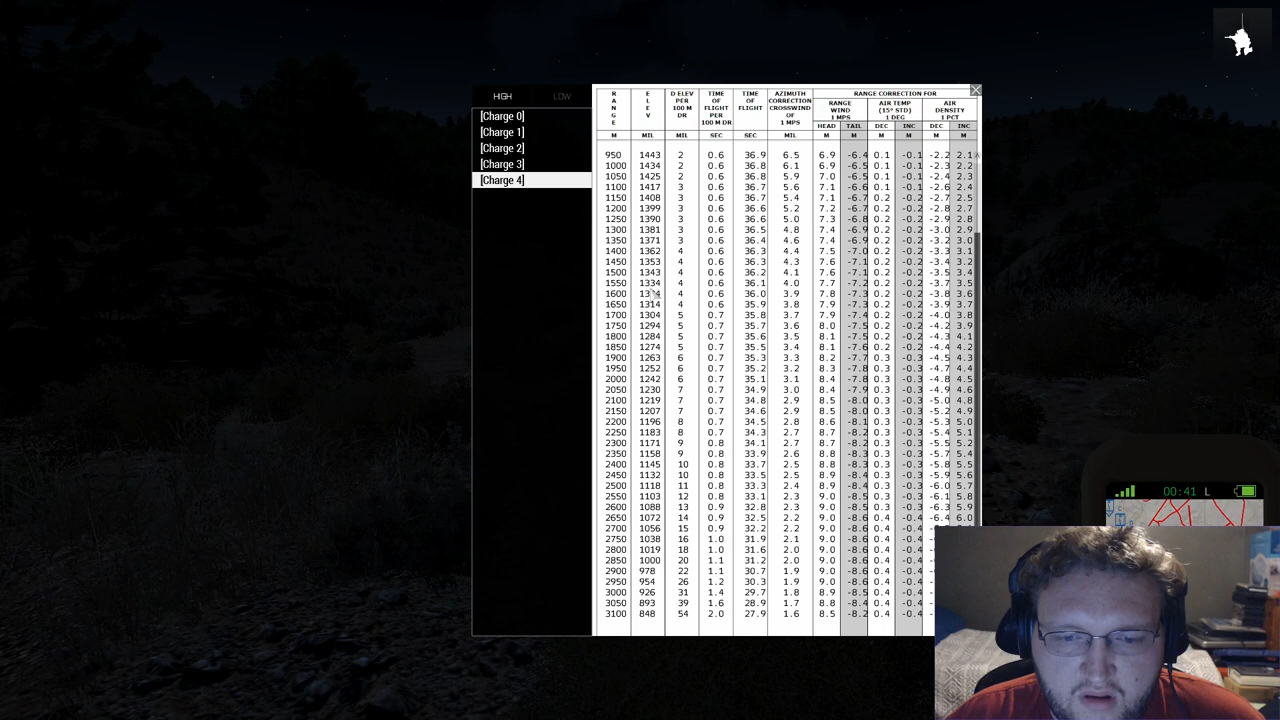 HIGH LOW
[Charge 0]
[Charge 1]
[Charge 2]
[Charge 3]
[Charge 4]
RANGE ELEV D ELEV PER 100 M DR TIME OF FLIGHT PER 100 M DR TIME OF FLIGHT AZIMUTH CORRECTION CROSSWIND OF 1 MPS RANGE CORRECTION FOR
RANGE WIND 1 MPS AIR TEMP (15° STD) 1 DEG AIR DENSITY 1 PCT
HEAD TAIL DEC INC DEC INC
M MIL MIL SEC SEC MIL M M M M M M
950 1443 2 0.6 36.9 6.5 6.9 -6.4 0.1 -0.1 -2.2 2.1
1000 1434 2 0.6 36.8 6.1 6.9 -6.5 0.1 -0.1 -2.3 2.2
1050 1425 2 0.6 36.8 5.9 7.0 -6.5 0.1 -0.1 -2.4 2.3
1100 1417 3 0.6 36.7 5.6 7.1 -6.6 0.1 -0.1 -2.6 2.4
1150 1408 3 0.6 36.7 5.4 7.1 -6.7 0.2 -0.2 -2.7 2.5
1200 1399 3 0.6 36.6 5.2 7.2 -6.7 0.2 -0.2 -2.8 2.7
1250 1390 3 0.6 36.6 5.0 7.3 -6.8 0.2 -0.2 -2.9 2.8
1300 1381 3 0.6 36.5 4.8 7.4 -6.9 0.2 -0.2 -3.0 2.9
1350 1371 3 0.6 36.4 4.6 7.4 -6.9 0.2 -0.2 -3.2 3.0
1400 1362 4 0.6 36.3 4.4 7.5 -7.0 0.2 -0.2 -3.3 3.1
1450 1353 4 0.6 36.3 4.3 7.6 -7.1 0.2 -0.2 -3.4 3.2
1500 1343 4 0.6 36.2 4.1 7.6 -7.1 0.2 -0.2 -3.5 3.4
1550 1334 4 0.6 36.1 4.0 7.7 -7.2 0.2 -0.2 -3.7 3.5
1600 4 0.6 36.0 3.9 7.8 -7.3 0.2 -0.2 -3.8 3.6
1650 1314 4 0.6 35.9 3.8 7.9 -7.3 0.2 -0.2 -3.9 3.7
1700 1304 5 0.7 35.8 3.7 7.9 -7.4 0.2 -0.2 -4.0 3.8
1750 1294 5 0.7 35.7 3.6 8.0 -7.5 0.2 -0.2 -4.2 3.9
1800 1284 5 0.7 35.6 3.5 8.1 -7.5 0.2 -0.2 -4.3 4.1
1850 1274 5 0.7 35.5 3.4 8.1 -7.6 0.2 -0.2 -4.4 4.2
1900 1263 6 0.7 35.3 3.3 8.2 -7.7 0.2 -0.2 -4.5 4.3
1950 1252 6 0.7 35.2 3.2 8.3 -7.8 0.3 -0.3 -4.7 4.4
2000 1242 6 0.7 35.1 3.1 8.4 -7.8 0.3 -0.3 -4.8 4.5
2050 1230 7 0.7 34.9 3.0 8.4 -7.9 0.3 -0.3 -4.9 4.6
2100 1219 7 0.7 34.8 2.9 8.5 -8.0 0.3 -0.3 -5.0 4.8
2150 1207 7 0.7 34.6 2.9 8.5 -8.0 0.3 -0.3 -5.2 4.9
2200 1196 8 0.7 34.5 2.8 8.6 -8.1 0.3 -0.3 -5.3 5.0
2250 1183 8 0.7 34.3 2.7 8.7 -8.2 0.3 -0.3 -5.4 5.1
2300 1171 9 0.8 34.1 2.7 8.7 -8.2 0.3 -0.3 -5.5 5.2
2350 1158 9 0.8 33.9 2.6 8.8 -8.3 0.3 -0.3 -5.7 5.4
2400 1145 10 0.8 33.7 2.5 8.8 -8.3 0.3 -0.3 -5.8 5.5
2450 1132 10 0.8 33.5 2.5 8.9 -8.4 0.3 -0.3 -5.9 5.6
2500 1118 11 0.8 33.3 2.4 8.9 -8.4 0.3 -0.3 -6.0 5.7
2550 1103 12 0.8 33.1 2.3 9.0 -8.5 0.3 -0.3 -6.1 5.8
2600 1088 13 0.9 32.8 2.3 9.0 -8.5 0.3 -0.3 -6.3 5.9
2650 1072 14 0.9 32.5 2.2 9.0 -8.6 0.4 -0.4 -6.4 6.0
2700 1056 15 0.9 32.2 2.2 9.0 -8.6 0.4 -0.4
2750 1038 16 1.0 31.9 2.1 9.0 -8.6 0.4 -0.4
2800 1019 18 1.0 31.6 2.0 9.0 -8.6 0.4 -0.4
2850 1000 20 1.1 31.2 2.0 9.0 -8.6 0.4 -0.4
2900 978 22 1.1 30.7 1.9 9.0 -8.6 0.4 -0.4
2950 954 26 1.2 30.3 1.9 9.0 -8.6 0.4 -0.4
3000 926 31 1.4 29.7 1.8 8.9 -8.5 0.4 -0.4
3050 893 39 1.6 28.9 1.7 8.8 -8.4 0.4 -0.4
3100 848 54 2.0 27.9 1.6 8.5 -8.2 0.4 -0.4
00:41 L